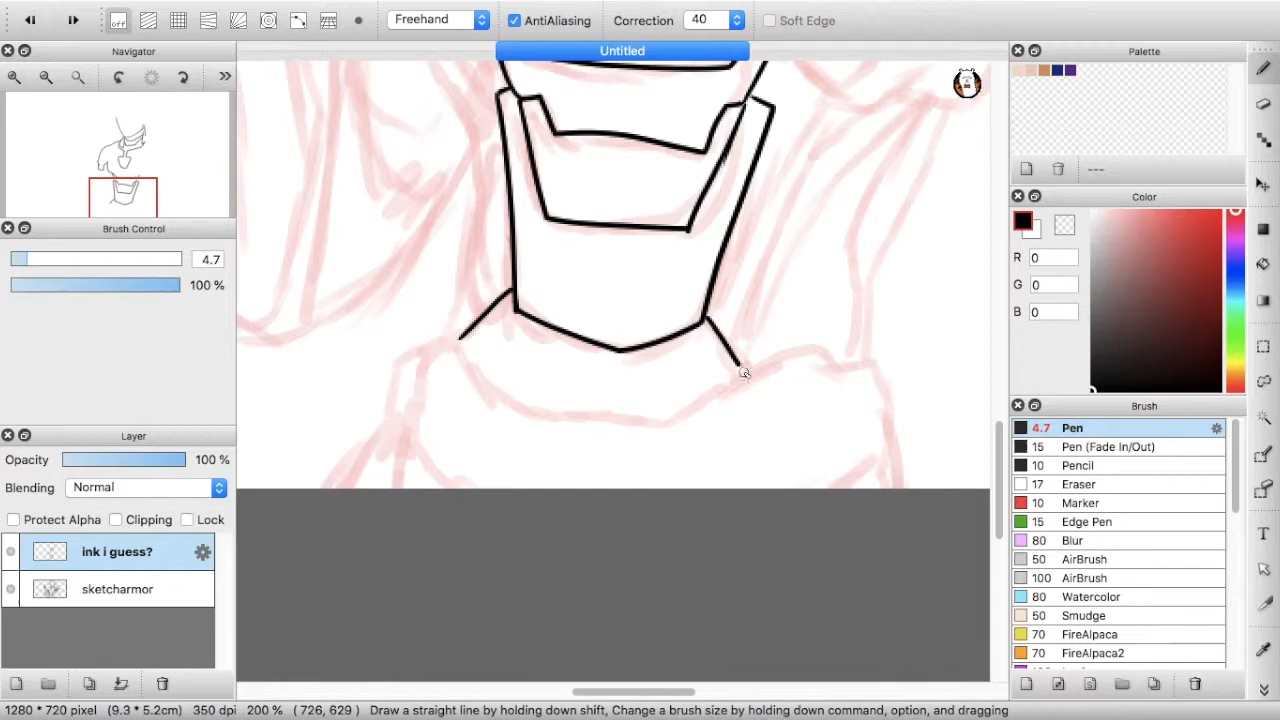 off
Freehand
AntiAliasing
Correction
40
Soft Edge
Navigator
Untitled
Palette
---
Brush Control
4.7
100 %
Color
R 0
G 0
B 0
Layer
Opacity 100 %
Blending Normal
Protect Alpha Clipping Lock
ink i guess?
sketcharmor
Brush
4.7 Pen
15 Pen (Fade In/Out)
10 Pencil
17 Eraser
10 Marker
15 Edge Pen
80 Blur
50 AirBrush
100 AirBrush
80 Watercolor
50 Smudge
70 FireAlpaca
70 FireAlpaca2
T
1280 * 720 pixel (9.3 * 5.2cm) 350 dpi 200 % ( 726, 629 ) Draw a straight line by holding down shift, Change a brush size by holding down command, option, and dragging